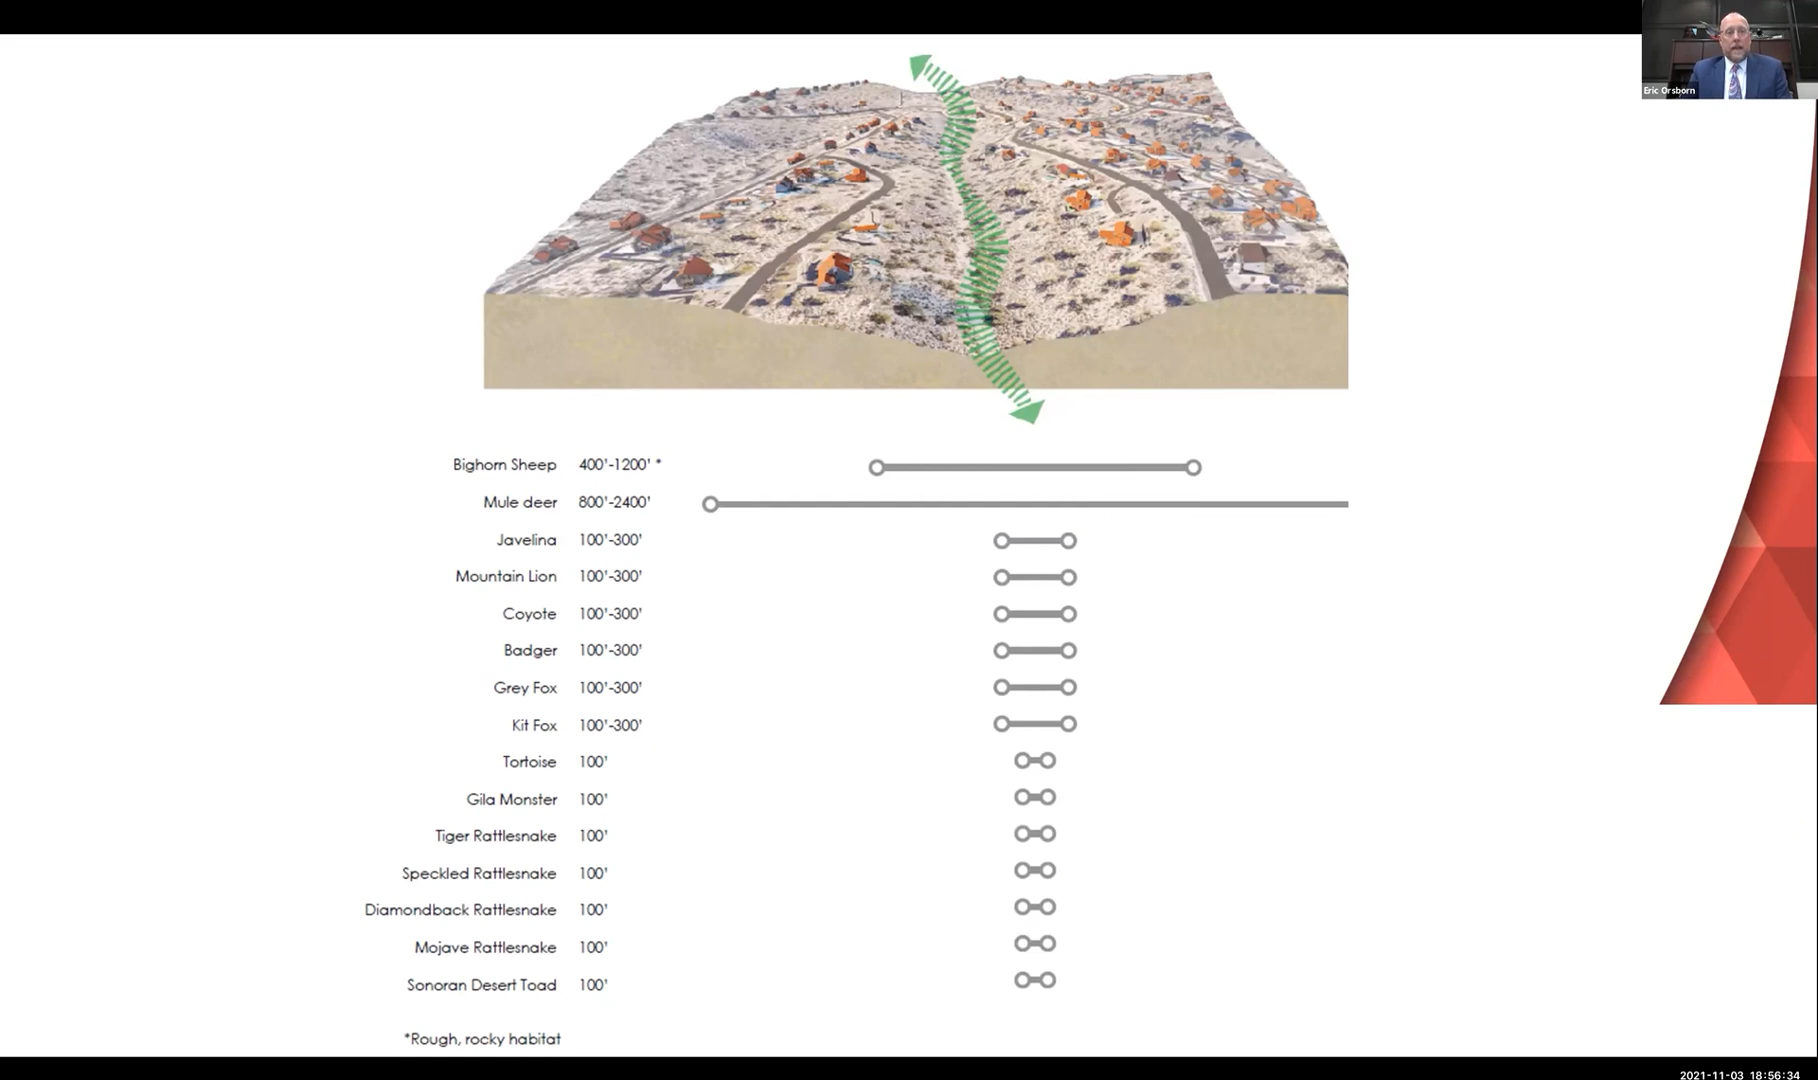 Eric Orsborn
Bighorn Sheep 400'-1200' *
Mule deer 800'-2400'
Javelina 100'-300'
Mountain Lion 100'-300'
Coyote 100'-300'
Badger 100'-300'
Grey Fox 100'-300'
Kit Fox 100'-300'
Tortoise 100'
Gila Monster 100'
Tiger Rattlesnake 100'
Speckled Rattlesnake 100'
Diamondback Rattlesnake 100'
Mojave Rattlesnake 100'
Sonoran Desert Toad 100'
*Rough, rocky habitat
2021-11-03 18:56:34